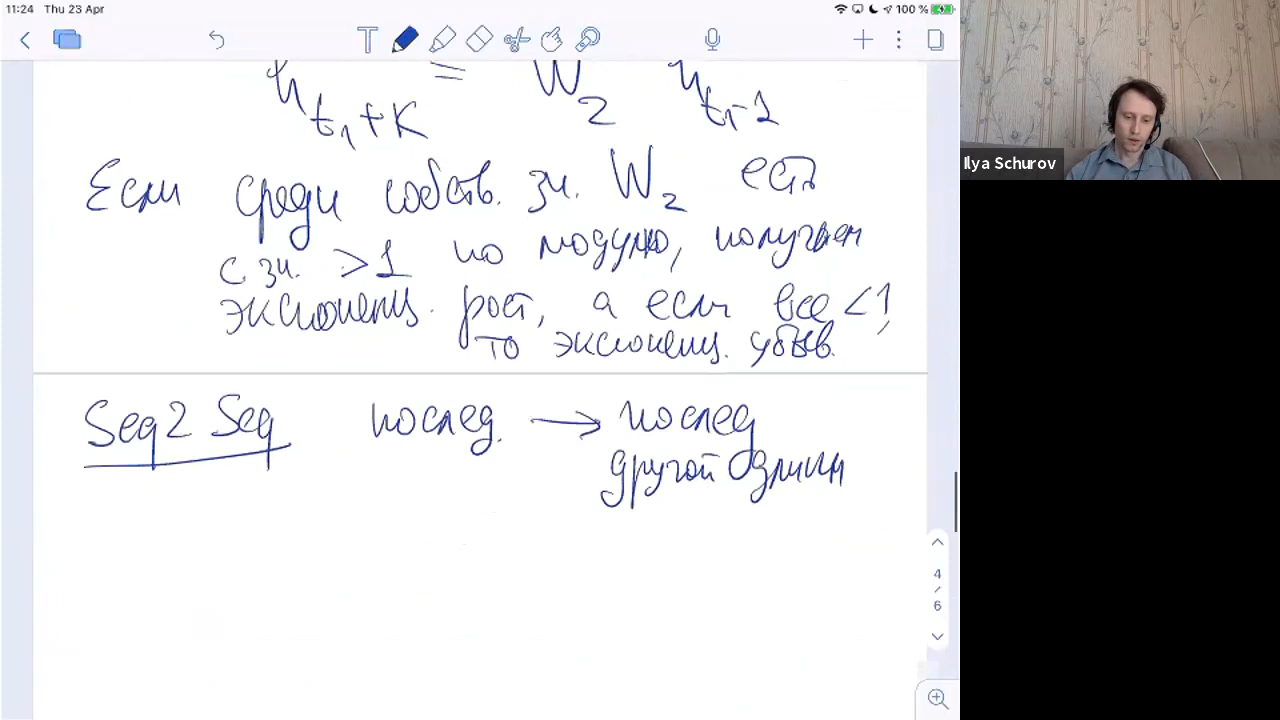 11:24 Thu 23 Apr
100 %
T
h_{t_1+K} = W_2 h_{t_1-1}
Ilya Schurov
Если среди собств. зн. W_2 есть
с. зн. >1 по модулю, получаем
экспоненц. рост, а если все <1,
то экспоненц. убыв.
Seq2Seq послед. → послед
другой длины
4
/
6